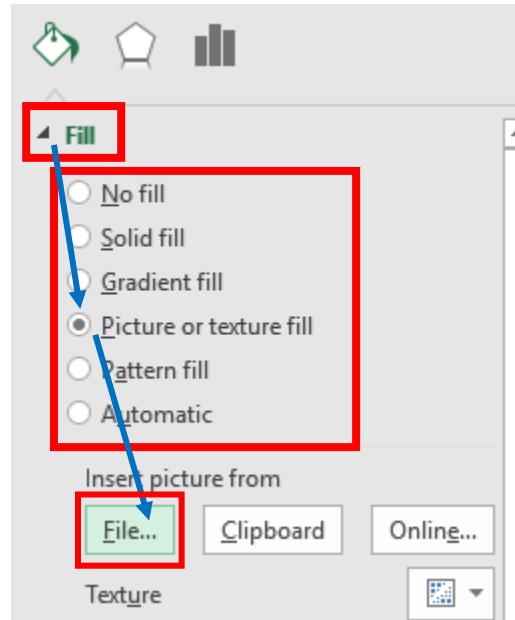 Fill
No fill
Solid fill
Gradient fill
Picture or texture fill
Pattern fill
Automatic
Insert picture from
File... Clipboard Online...
Texture